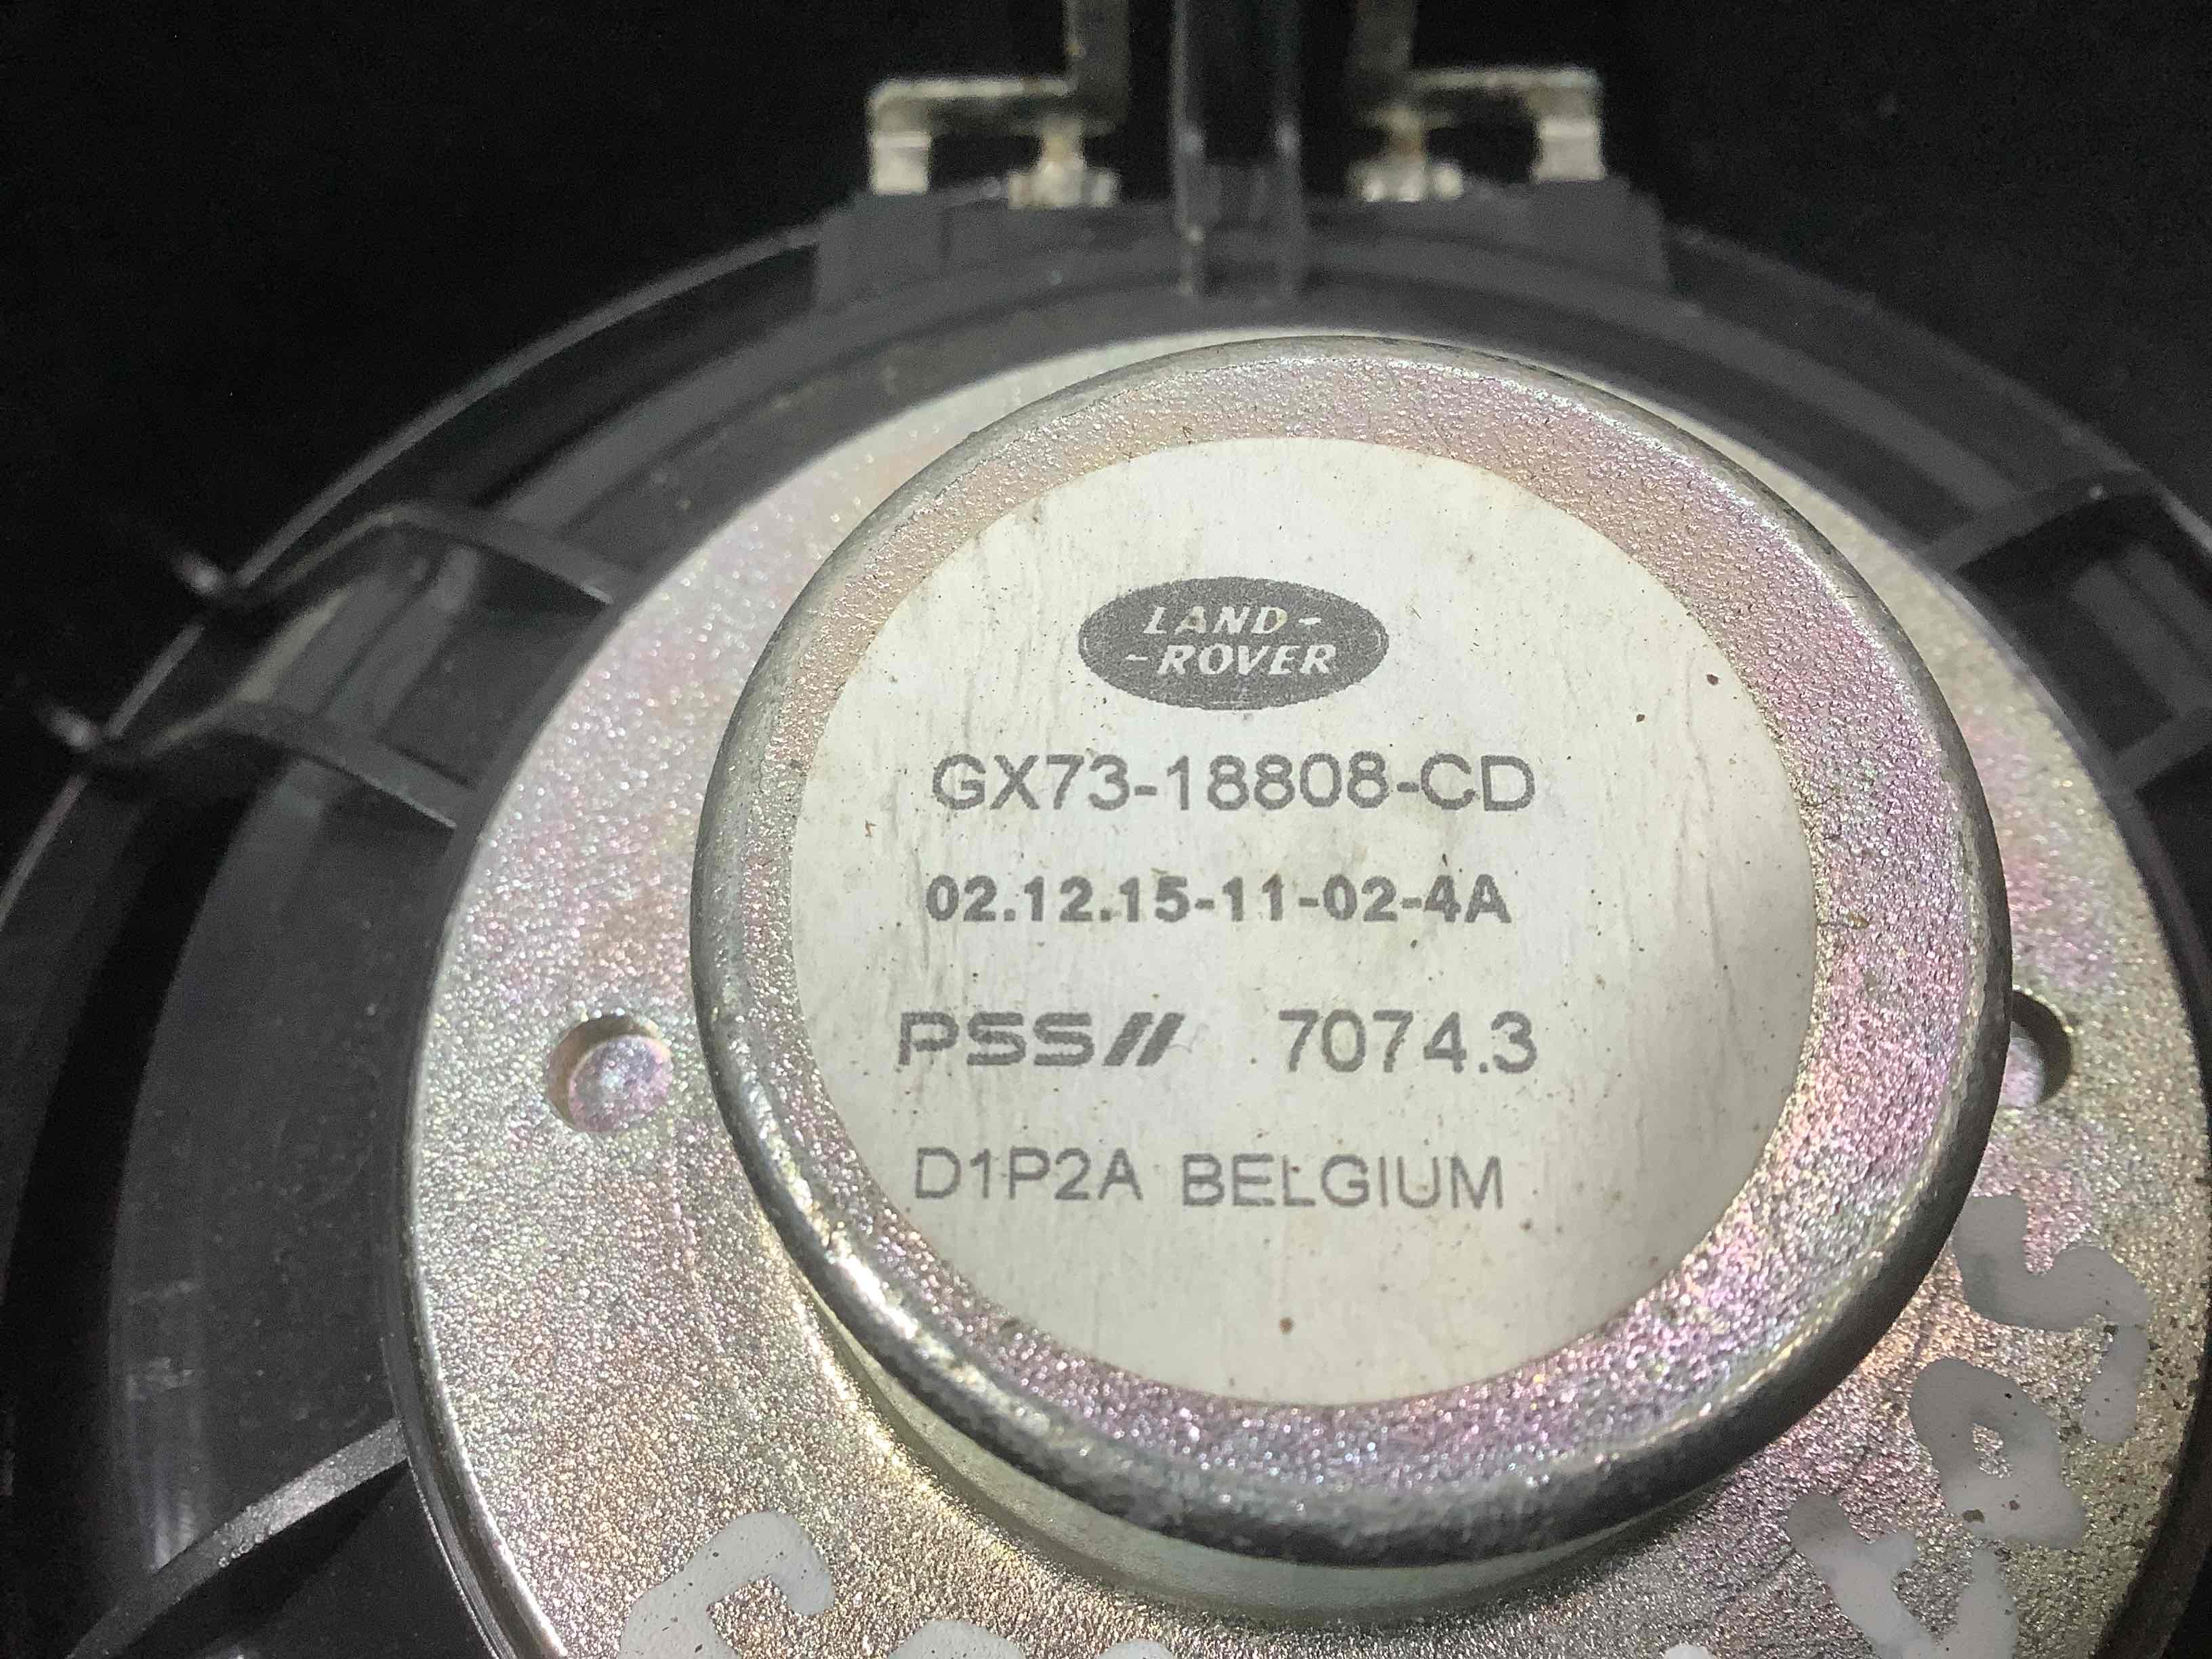 LAND-
-ROVER
GX73-18808-CD
02.12.15-11-02-4A
PSS// 7074.3
D1P2A BELGIUM